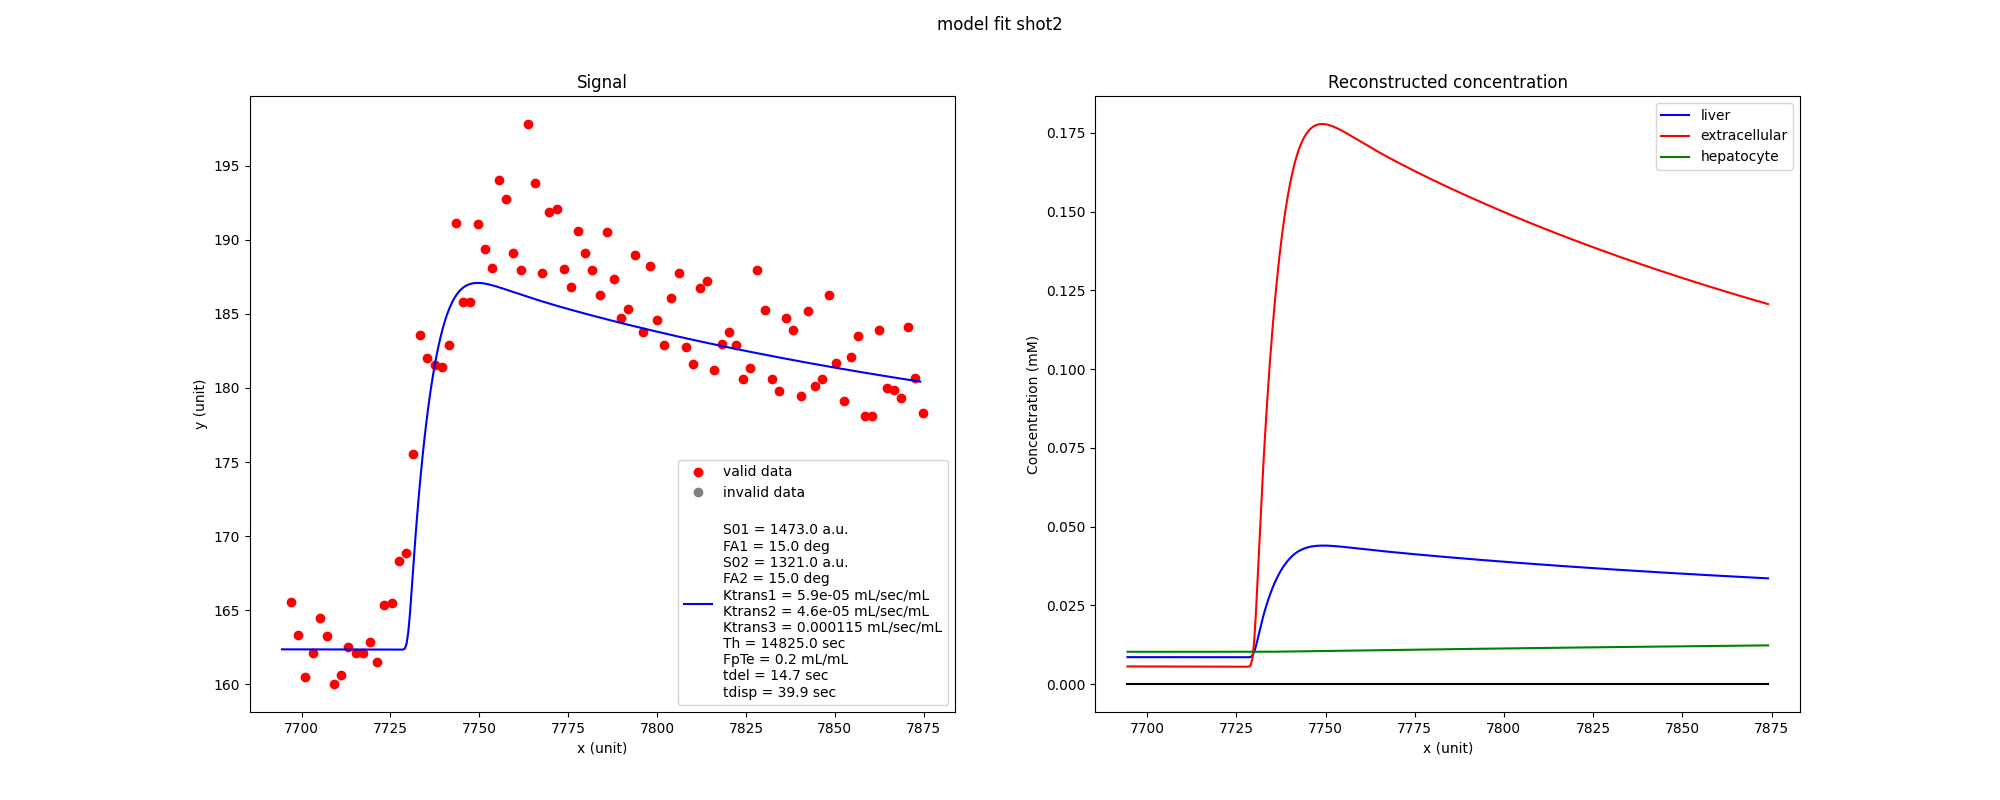 model fit shot2
Signal
195
190
185
180
175
170
165
160
y (unit)
7700
7725
7750
7775
7800
7825
7850
7875
x (unit)
valid data
invalid data
S01 = 1473.0 a.u.
FA1 = 15.0 deg
S02 = 1321.0 a.u.
FA2 = 15.0 deg
Ktrans1 = 5.9e-05 mL/sec/mL
Ktrans2 = 4.6e-05 mL/sec/mL
Ktrans3 = 0.000115 mL/sec/mL
Th = 14825.0 sec
FpTe = 0.2 mL/mL
tdel = 14.7 sec
tdisp = 39.9 sec
Reconstructed concentration
0.175
0.150
0.125
0.100
0.075
0.050
0.025
0.000
Concentration (mM)
7700
7725
7750
7775
7800
7825
7850
7875
x (unit)
liver
extracellular
hepatocyte